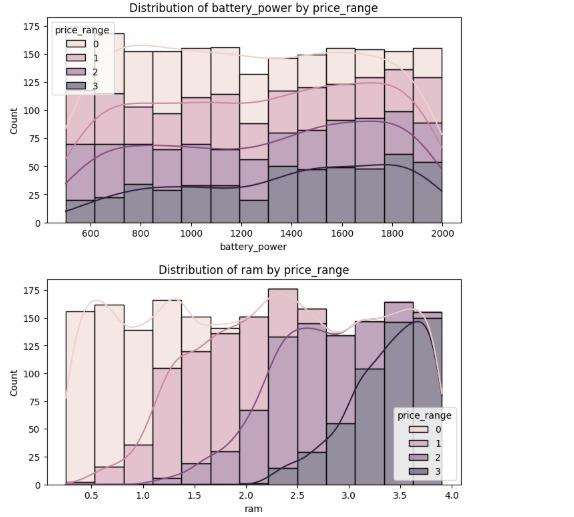 Distribution of battery_power by price_range
175
150
125
100
75
50
25
0
Count
price_range
0
1
2
3
600 800 1000 1200 1400 1600 1800 2000
battery_power
Distribution of ram by price_range
175
150
125
100
75
50
25
0
Count
price_range
0
1
2
3
0.5 1.0 1.5 2.0 2.5 3.0 3.5 4.0
ram